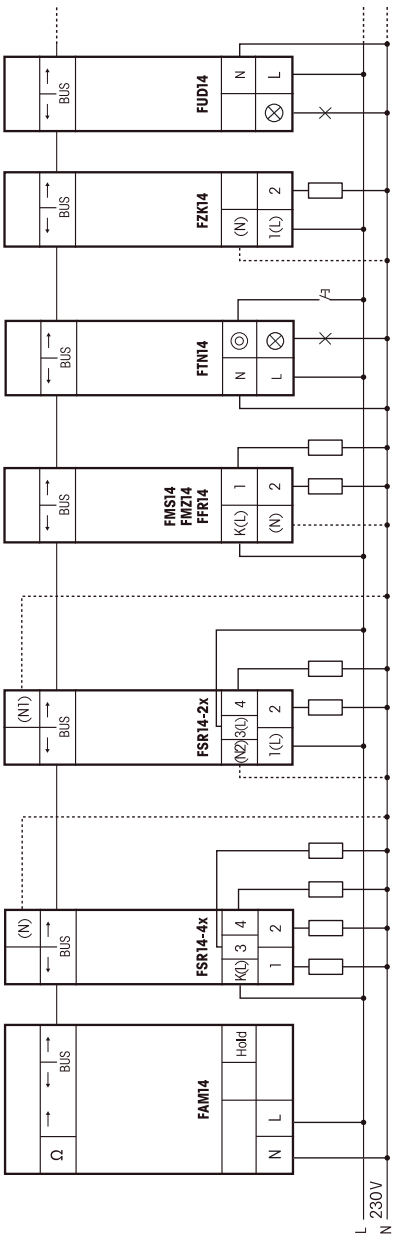 BUS
FUD14
N
L
BUS
FZK14
(N)
2
1(L)
BUS
FTN14
N
L
BUS
FMS14
FMZ14
FFR14
1
K(L)
2
(N)
(N1)
BUS
FSR14-2x
4
3(L)
(N2)
2
1(L)
(N)
BUS
FSR14-4x
4
3
K(L)
2
1
BUS
Ω
FAM14
Hold
L
N
230V
L
N